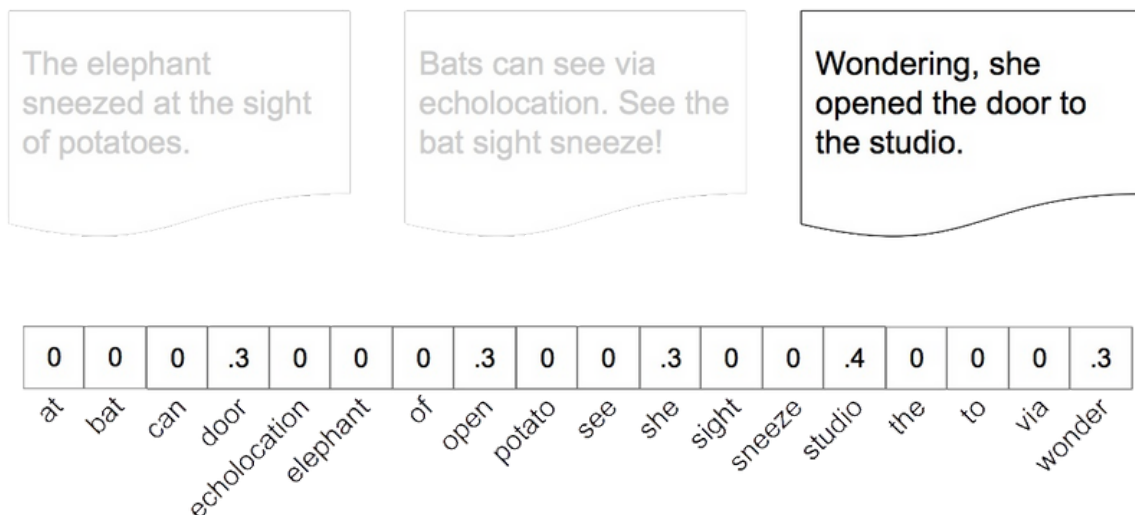 The elephant
sneezed at the sight
of potatoes.
Bats can see via
echolocation. See the
bat sight sneeze!
Wondering, she
opened the door to
the studio.
0 0 0 .3 0 0 0 .3 0 0 .3 0 0 .4 0 0 0 .3
at bat can door echolocation elephant of open potato see she sight sneeze studio the to via wonder